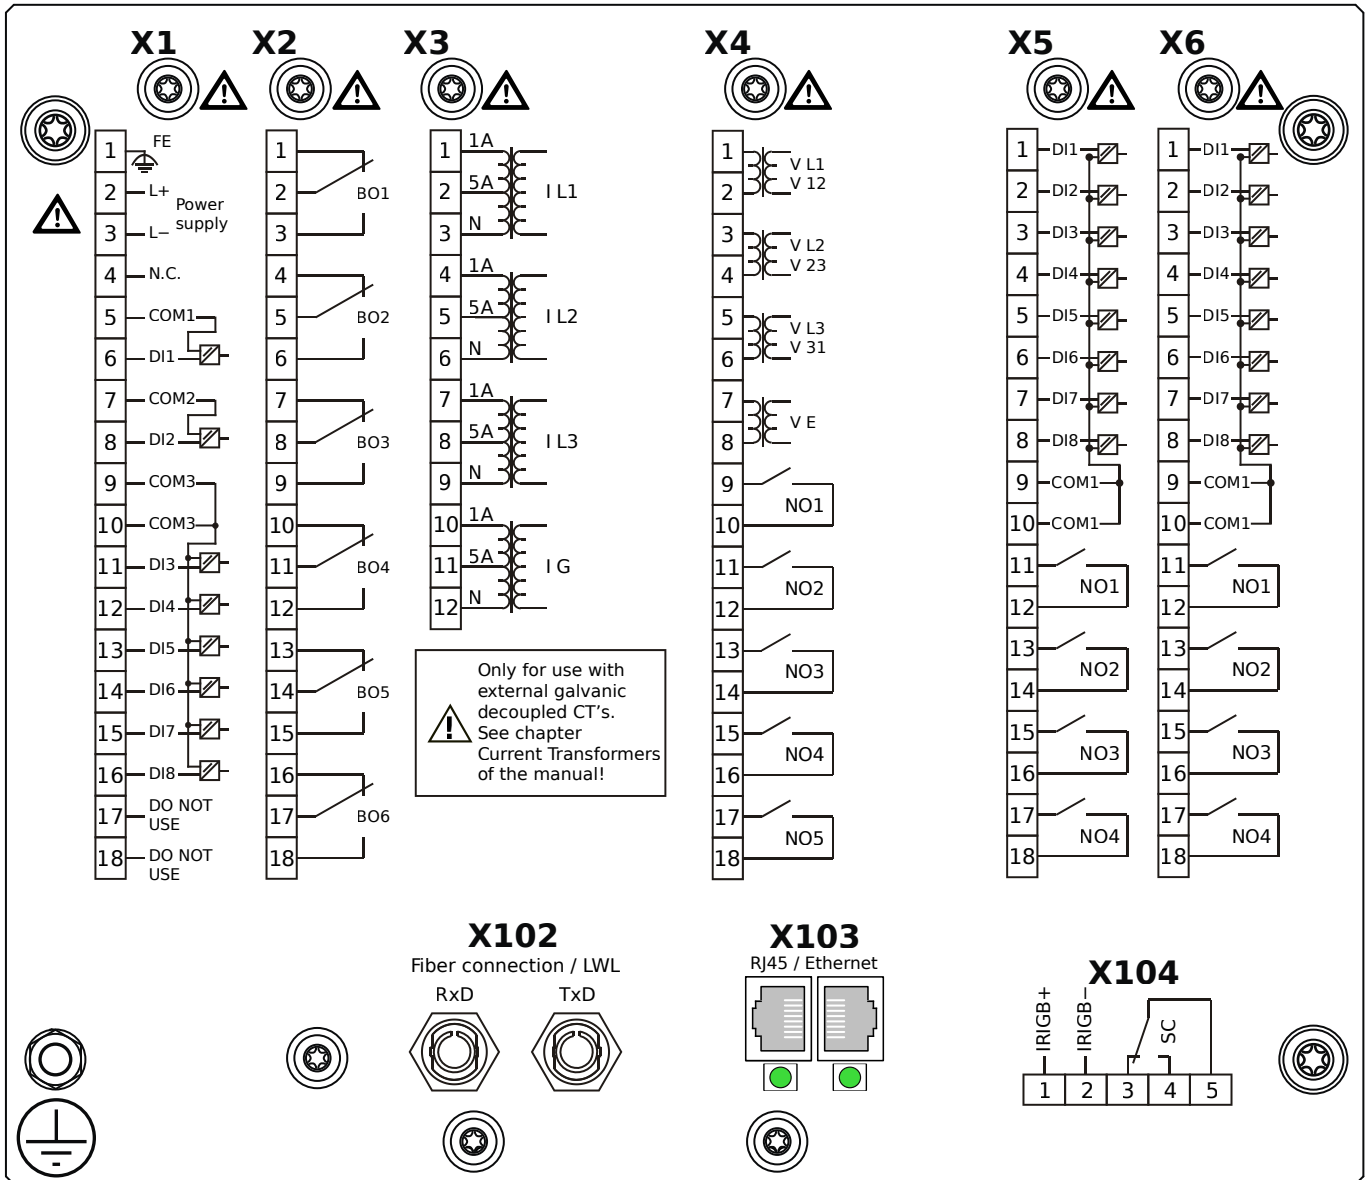 X1
X2
X3
X4
X5
X6
1 FE
2 L+
Power
supply
3 L−
4 N.C.
5 COM1
6 DI1
7 COM2
8 DI2
9 COM3
10 COM3
11 DI3
12 DI4
13 DI5
14 DI6
15 DI7
16 DI8
17 DO NOT
USE
18 DO NOT
USE
1
2 BO1
3
4
5 BO2
6
7
8 BO3
9
10
11 BO4
12
13
14 BO5
15
16
17 BO6
18
1 1A
2 5A I L1
3 N
4 1A
5 5A I L2
6 N
7 1A
8 5A I L3
9 N
10 1A
11 5A I G
12 N
Only for use with
external galvanic
decoupled CT's.
See chapter
Current Transformers
of the manual!
1
V L1
V 12
2
3
V L2
V 23
4
5
V L3
V 31
6
7
V E
8
9
NO1
10
11
NO2
12
13
NO3
14
15
NO4
16
17
NO5
18
1 DI1
2 DI2
3 DI3
4 DI4
5 DI5
6 DI6
7 DI7
8 DI8
9 COM1
10 COM1
11
NO1
12
13
NO2
14
15
NO3
16
17
NO4
18
1 DI1
2 DI2
3 DI3
4 DI4
5 DI5
6 DI6
7 DI7
8 DI8
9 COM1
10 COM1
11
NO1
12
13
NO2
14
15
NO3
16
17
NO4
18
X102
Fiber connection / LWL
RxD TxD
X103
RJ45 / Ethernet
X104
IRIGB+
IRIGB−
SC
1 2 3 4 5